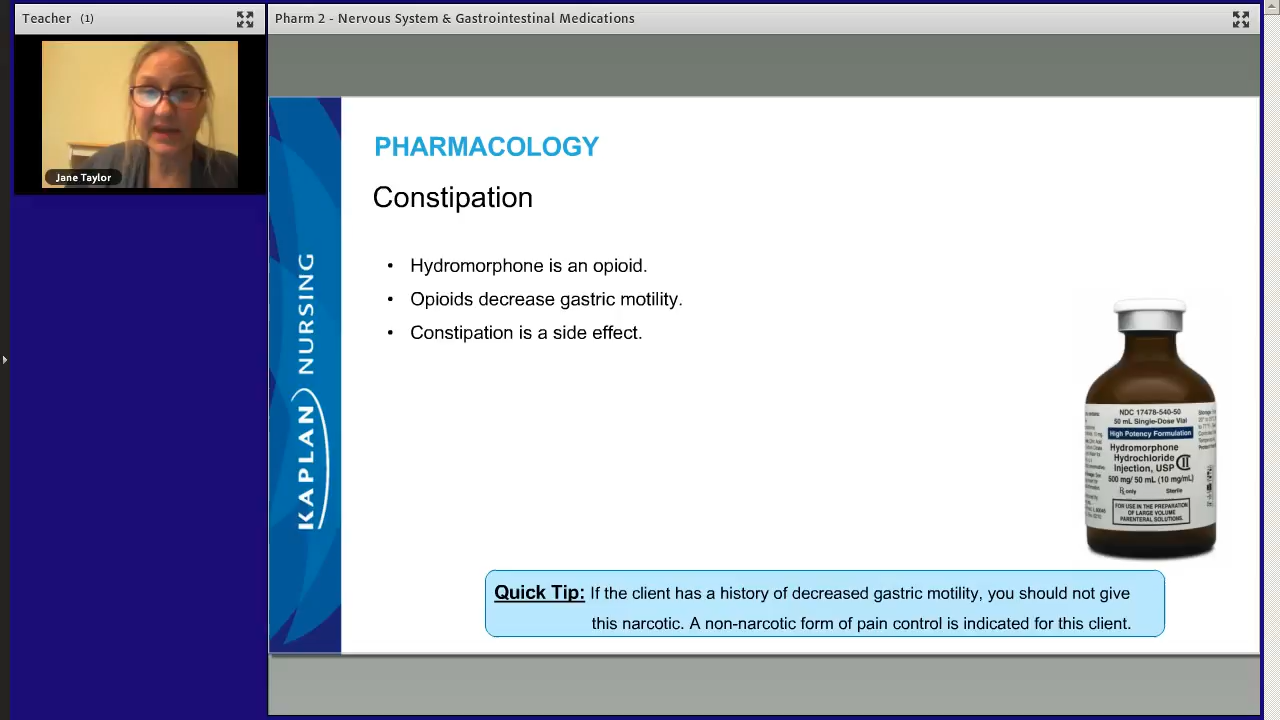 Teacher (1)
Pharm 2 - Nervous System & Gastrointestinal Medications
Jane Taylor
KAPLAN NURSING
PHARMACOLOGY
Constipation
• Hydromorphone is an opioid.
• Opioids decrease gastric motility.
• Constipation is a side effect.
NDC 17478-540-50
50 mL Single-Dose Vial
High Potency Formulation
Hydromorphone
Hydrochloride
Injection, USP CII
500 mg/ 50 mL (10 mg/mL)
Rx only Sterile
FOR USE IN THE PREPARATION
OF LARGE VOLUME
PARENTERAL SOLUTIONS.
Quick Tip: If the client has a history of decreased gastric motility, you should not give
this narcotic. A non-narcotic form of pain control is indicated for this client.